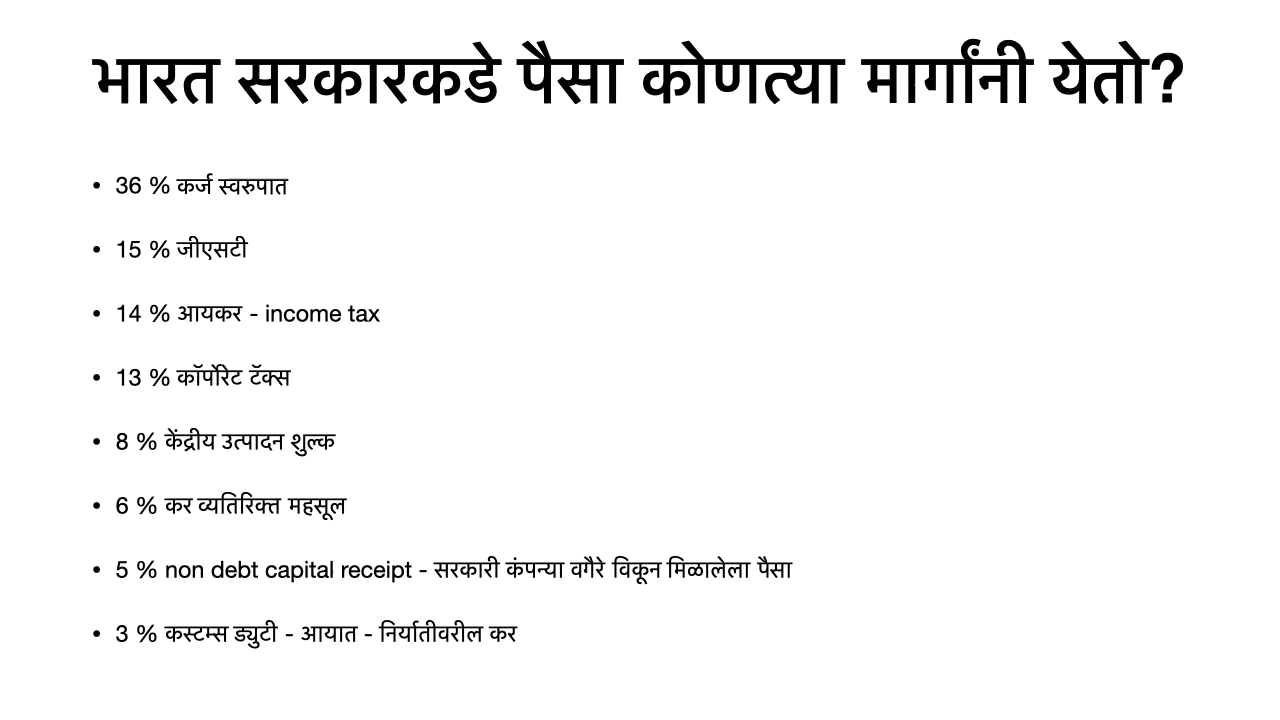 भारत सरकारकडे पैसा कोणत्या मार्गांनी येतो?
• 36 % कर्ज स्वरुपात
• 15 % जीएसटी
• 14 % आयकर - income tax
• 13 % कॉर्पोरेट टॅक्स
• 8 % केंद्रीय उत्पादन शुल्क
• 6 % कर व्यतिरिक्त महसूल
• 5 % non debt capital receipt - सरकारी कंपन्या वगैरे विकून मिळालेला पैसा
• 3 % कस्टम्स ड्युटी - आयात - निर्यातीवरील कर